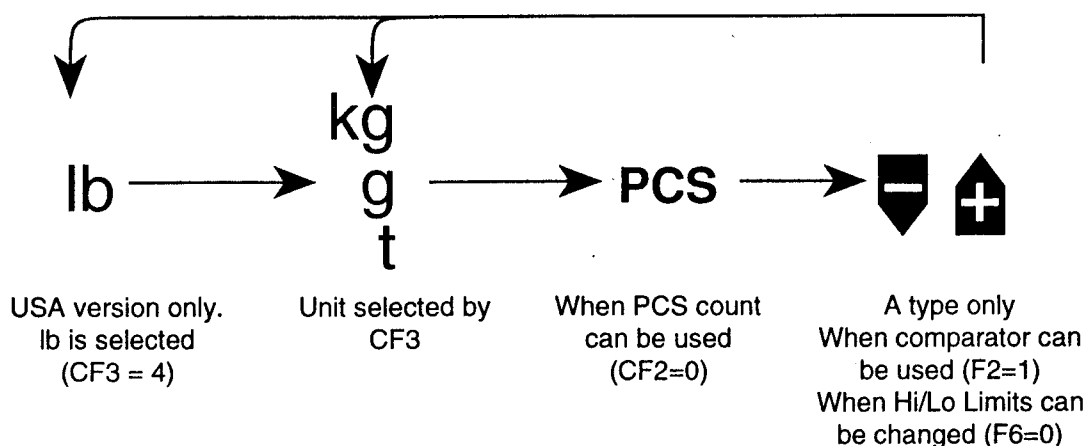 kg
lb
g
PCS
− +
t
USA version only.
lb is selected
(CF3 = 4)
Unit selected by
CF3
When PCS count
can be used
(CF2=0)
A type only
When comparator can
be used (F2=1)
When Hi/Lo Limits can
be changed (F6=0)